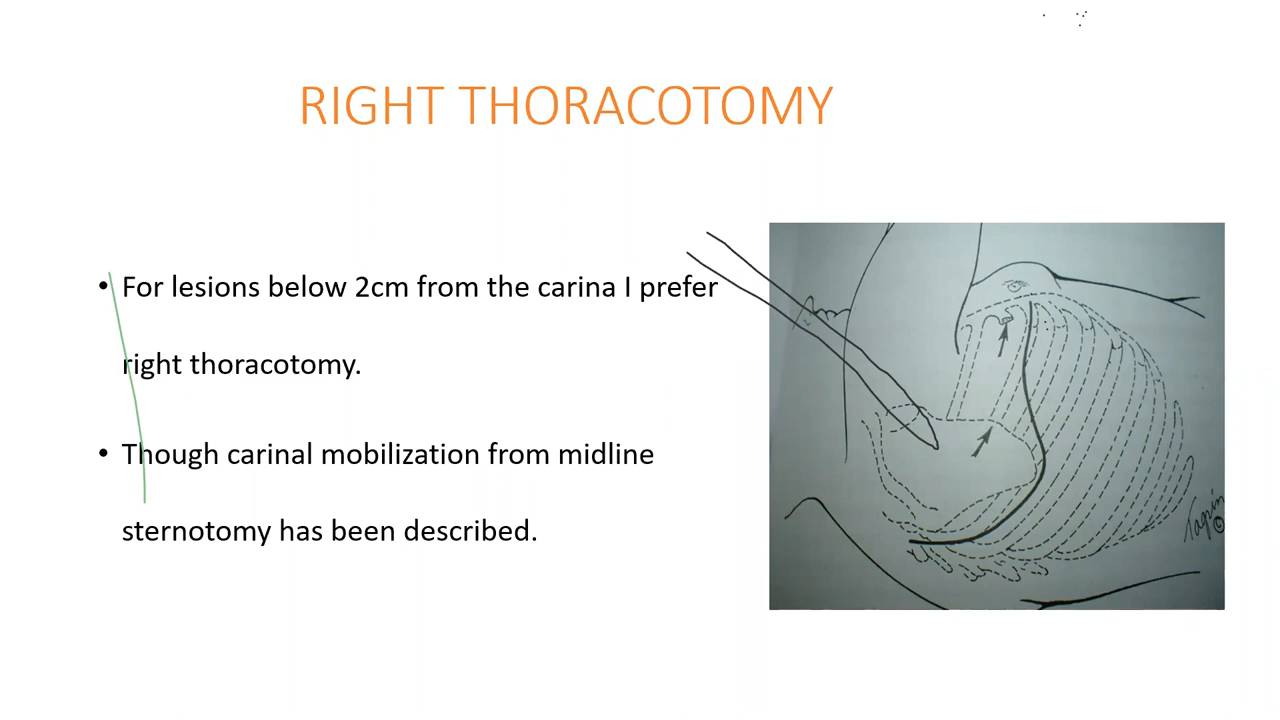 RIGHT THORACOTOMY
• For lesions below 2cm from the carina I prefer
right thoracotomy.
• Though carinal mobilization from midline
sternotomy has been described.